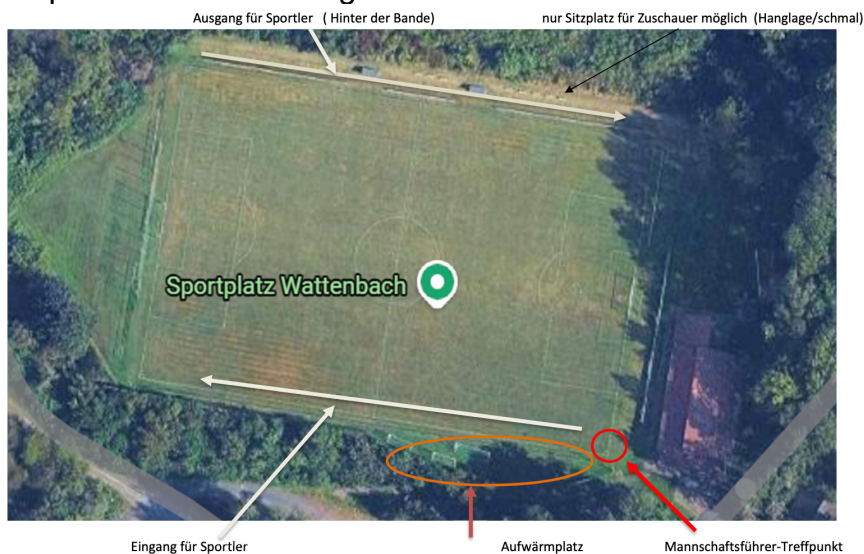 Ausgang für Sportler ( Hinter der Bande)
nur Sitzplatz für Zuschauer möglich (Hanglage/schmal)
Sportplatz Wattenbach
Eingang für Sportler
Aufwärmplatz
Mannschaftsführer-Treffpunkt